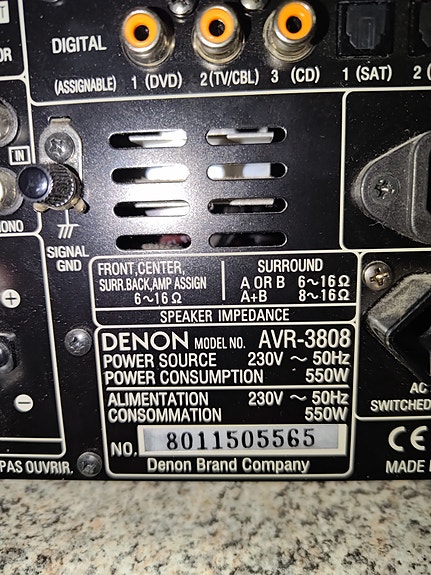 DIGITAL
(ASSIGNABLE) 1 (DVD) 2 (TV/CBL) 3 (CD) 1 (SAT) 2
IN
SIGNAL
GND
FRONT,CENTER, SURROUND
SURR.BACK,AMP ASSIGN A OR B 6~16Ω
6~16Ω A+B 8~16Ω
SPEAKER IMPEDANCE
DENON MODEL NO. AVR-3808
POWER SOURCE 230V ~ 50Hz
POWER CONSUMPTION 550W
ALIMENTATION 230V ~ 50Hz
CONSOMMATION 550W
NO. 8011505565
Denon Brand Company
PAS OUVRIR.
AC
SWITCHED
CE
MADE